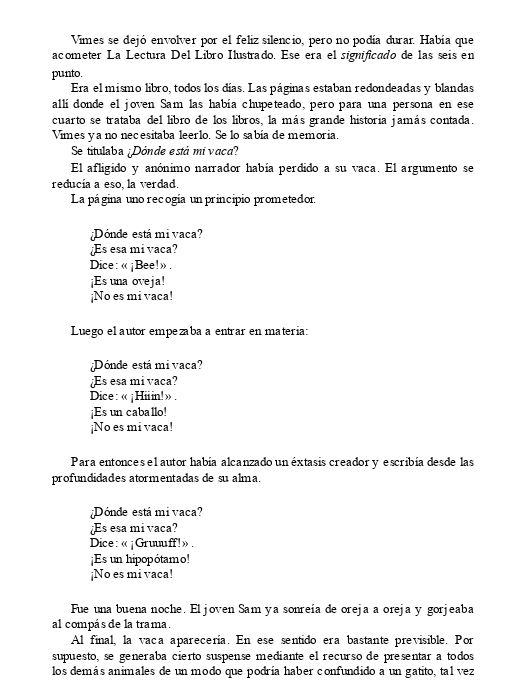 Vimes se dejó envolver por el feliz silencio, pero no podía durar. Había que
acometer La Lectura Del Libro Ilustrado. Ese era el significado de las seis en
punto.
Era el mismo libro, todos los días. Las páginas estaban redondeadas y blandas
allí donde el joven Sam las había chupeteado, pero para una persona en ese
cuarto se trataba del libro de los libros, la más grande historia jamás contada.
Vimes ya no necesitaba leerlo. Se lo sabía de memoria.
Se titulaba ¿Dónde está mi vaca?
El afligido y anónimo narrador había perdido a su vaca. El argumento se
reducía a eso, la verdad.
La página uno recogía un principio prometedor.
¿Dónde está mi vaca?
¿Es esa mi vaca?
Dice: « ¡Bee!» .
¡Es una oveja!
¡No es mi vaca!
Luego el autor empezaba a entrar en materia:
¿Dónde está mi vaca?
¿Es esa mi vaca?
Dice: « ¡Hiiin!» .
¡Es un caballo!
¡No es mi vaca!
Para entonces el autor había alcanzado un éxtasis creador y escribía desde las
profundidades atormentadas de su alma.
¿Dónde está mi vaca?
¿Es esa mi vaca?
Dice: « ¡Gruuuff!» .
¡Es un hipopótamo!
¡No es mi vaca!
Fue una buena noche. El joven Sam ya sonreía de oreja a oreja y gorjeaba
al compás de la trama.
Al final, la vaca aparecería. En ese sentido era bastante previsible. Por
supuesto, se generaba cierto suspense mediante el recurso de presentar a todos
los demás animales de un modo que podría haber confundido a un gatito, tal vez